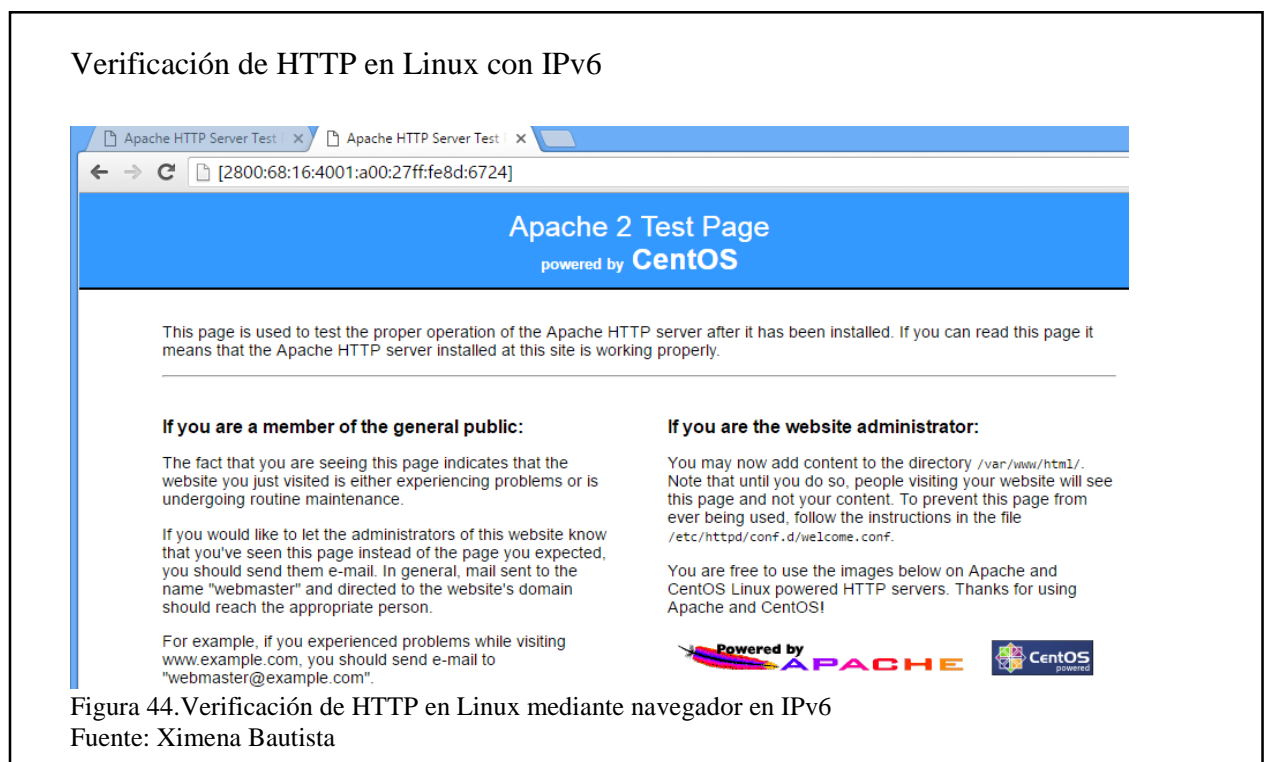 Verificación de HTTP en Linux con IPv6
Apache HTTP Server Test
Apache HTTP Server Test
[2800:68:16:4001:a00:27ff:fe8d:6724]
Apache 2 Test Page
powered by CentOS
This page is used to test the proper operation of the Apache HTTP server after it has been installed. If you can read this page it
means that the Apache HTTP server installed at this site is working properly.
If you are a member of the general public:
The fact that you are seeing this page indicates that the
website you just visited is either experiencing problems or is
undergoing routine maintenance.
If you would like to let the administrators of this website know
that you've seen this page instead of the page you expected,
you should send them e-mail. In general, mail sent to the
name "webmaster" and directed to the website's domain
should reach the appropriate person.
For example, if you experienced problems while visiting
www.example.com, you should send e-mail to
"webmaster@example.com".
If you are the website administrator:
You may now add content to the directory /var/www/html/.
Note that until you do so, people visiting your website will see
this page and not your content. To prevent this page from
ever being used, follow the instructions in the file
/etc/httpd/conf.d/welcome.conf.
You are free to use the images below on Apache and
CentOS Linux powered HTTP servers. Thanks for using
Apache and CentOS!
Powered by
APACHE
CentOS
powered
Figura 44.Verificación de HTTP en Linux mediante navegador en IPv6
Fuente: Ximena Bautista